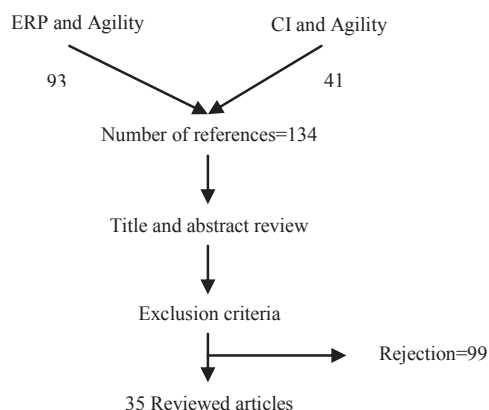 ERP and Agility
CI and Agility
93
41
Number of references=134
Title and abstract review
Exclusion criteria
Rejection=99
35 Reviewed articles